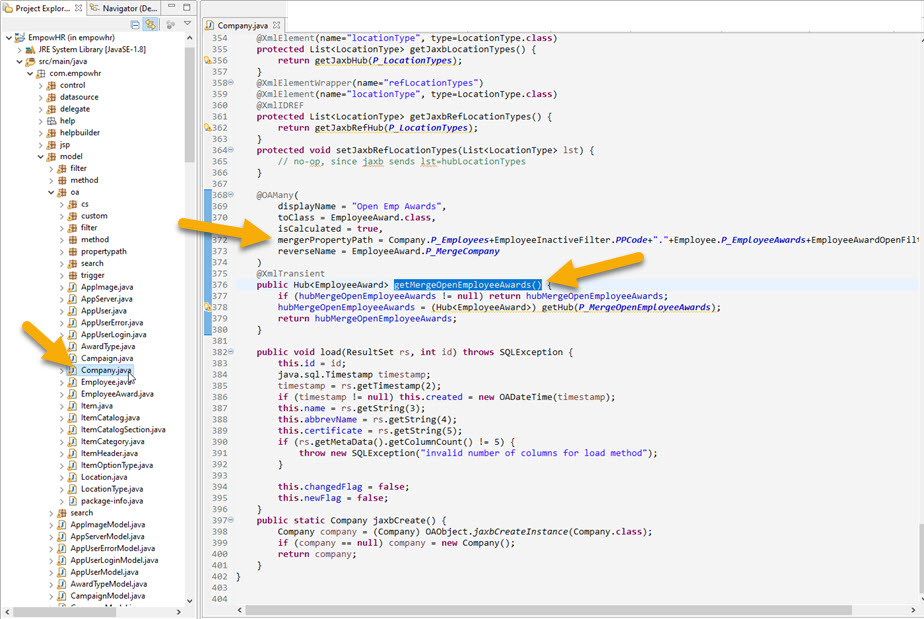 Project Explor...
Navigator (De...
EmpowHR (in empowhr)
JRE System Library [JavaSE-1.8]
src/main/java
com.empowhr
control
datasource
delegate
help
helpbuilder
jsp
model
filter
method
oa
cs
custom
filter
method
propertypath
search
trigger
AppImage.java
AppServer.java
AppUser.java
AppUserError.java
AppUserLogin.java
AwardType.java
Campaign.java
Company.java
Employee.java
EmployeeAward.java
Item.java
ItemCatalog.java
ItemCatalogSection.java
ItemCategory.java
ItemHeader.java
ItemOptionType.java
Location.java
LocationType.java
package-info.java
search
AppImageModel.java
AppServerModel.java
AppUserErrorModel.java
AppUserLoginModel.java
AppUserModel.java
AwardTypeModel.java
CampaignModel.java
Company.java
354 @XmlElement(name="locationType", type=LocationType.class)
355 protected List<LocationType> getJaxbLocationTypes() {
356 return getJaxbHub(P_LocationTypes);
357 }
358 @XmlElementWrapper(name="refLocationTypes")
359 @XmlElement(name="locationType", type=LocationType.class)
360 @XmlIDREF
361 protected List<LocationType> getJaxbRefLocationTypes() {
362 return getJaxbRefHub(P_LocationTypes);
363 }
364 protected void setJaxbRefLocationTypes(List<LocationType> lst) {
365 // no-op, since jaxb sends lst=hubLocationTypes
366 }
367
368 @OAMany(
369 displayName = "Open Emp Awards",
370 toClass = EmployeeAward.class,
371 isCalculated = true,
372 mergerPropertyPath = Company.P_Employees+EmployeeInactiveFilter.PPCode+"."+Employee.P_EmployeeAwards+EmployeeAwardOpenFilt
373 reverseName = EmployeeAward.P_MergeCompany
374 )
375 @XmlTransient
376 public Hub<EmployeeAward> getMergeOpenEmployeeAwards() {
377 if (hubMergeOpenEmployeeAwards != null) return hubMergeOpenEmployeeAwards;
378 hubMergeOpenEmployeeAwards = (Hub<EmployeeAward>) getHub(P_MergeOpenEmployeeAwards);
379 return hubMergeOpenEmployeeAwards;
380 }
381
382 public void load(ResultSet rs, int id) throws SQLException {
383 this.id = id;
384 java.sql.Timestamp timestamp;
385 timestamp = rs.getTimestamp(2);
386 if (timestamp != null) this.created = new OADateTime(timestamp);
387 this.name = rs.getString(3);
388 this.abbrevName = rs.getString(4);
389 this.certificate = rs.getString(5);
390 if (rs.getMetaData().getColumnCount() != 5) {
391 throw new SQLException("invalid number of columns for load method");
392 }
393
394 this.changedFlag = false;
395 this.newFlag = false;
396 }
397 public static Company jaxbCreate() {
398 Company company = (Company) OAObject.jaxbCreateInstance(Company.class);
399 if (company == null) company = new Company();
400 return company;
401 }
402 }
403
404